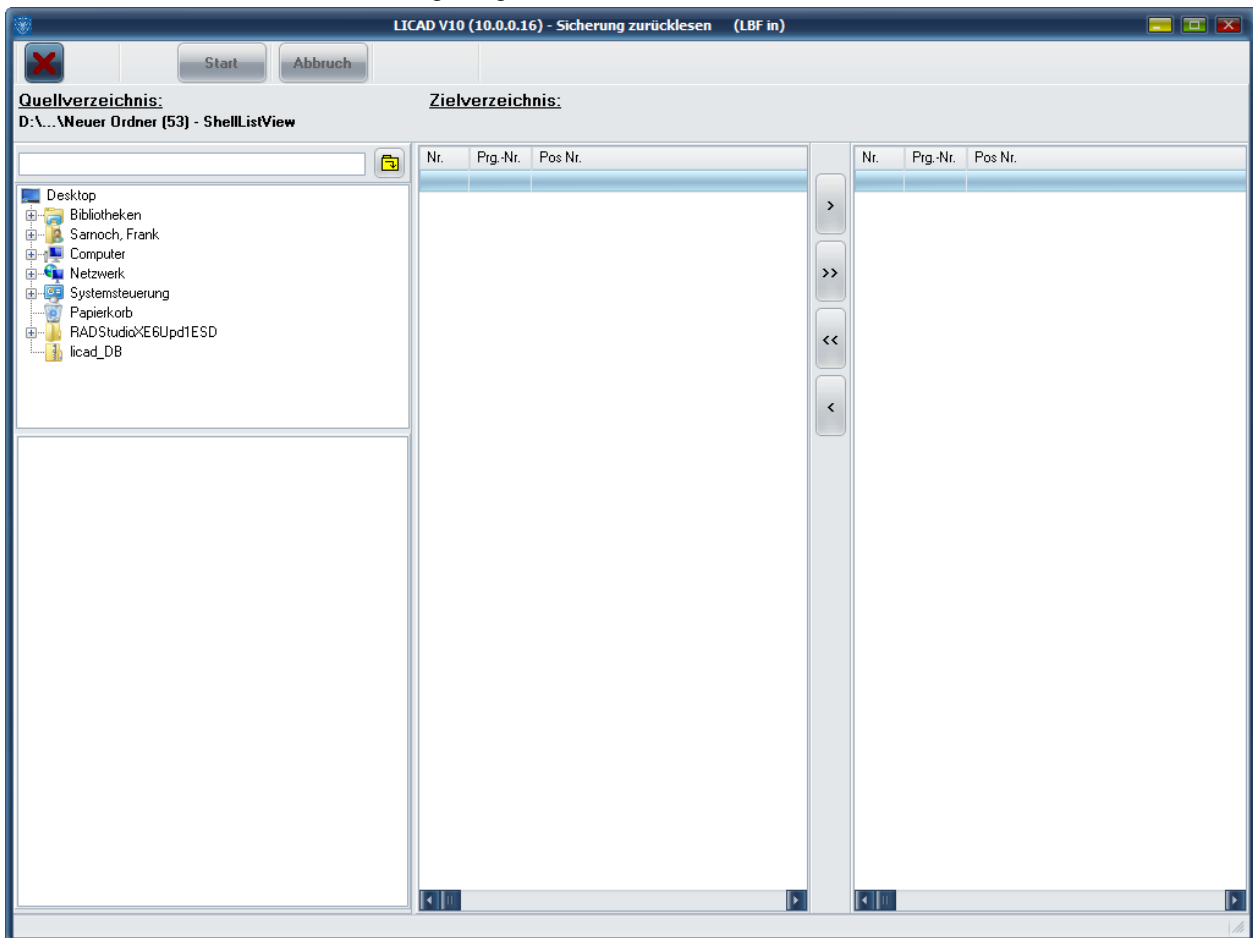 LICAD V10 (10.0.0.16) - Sicherung zurücklesen (LBF in)
Start Abbruch
Quellverzeichnis: Zielverzeichnis:
D:\...\Neuer Ordner (53) - ShellListView
Nr. Prg.-Nr. Pos Nr. Nr. Prg.-Nr. Pos Nr.
Desktop
Bibliotheken
Sarnoch, Frank
Computer
Netzwerk
Systemsteuerung
Papierkorb
RADStudioXE6Upd1ESD
licad_DB
>
>>
<<
<